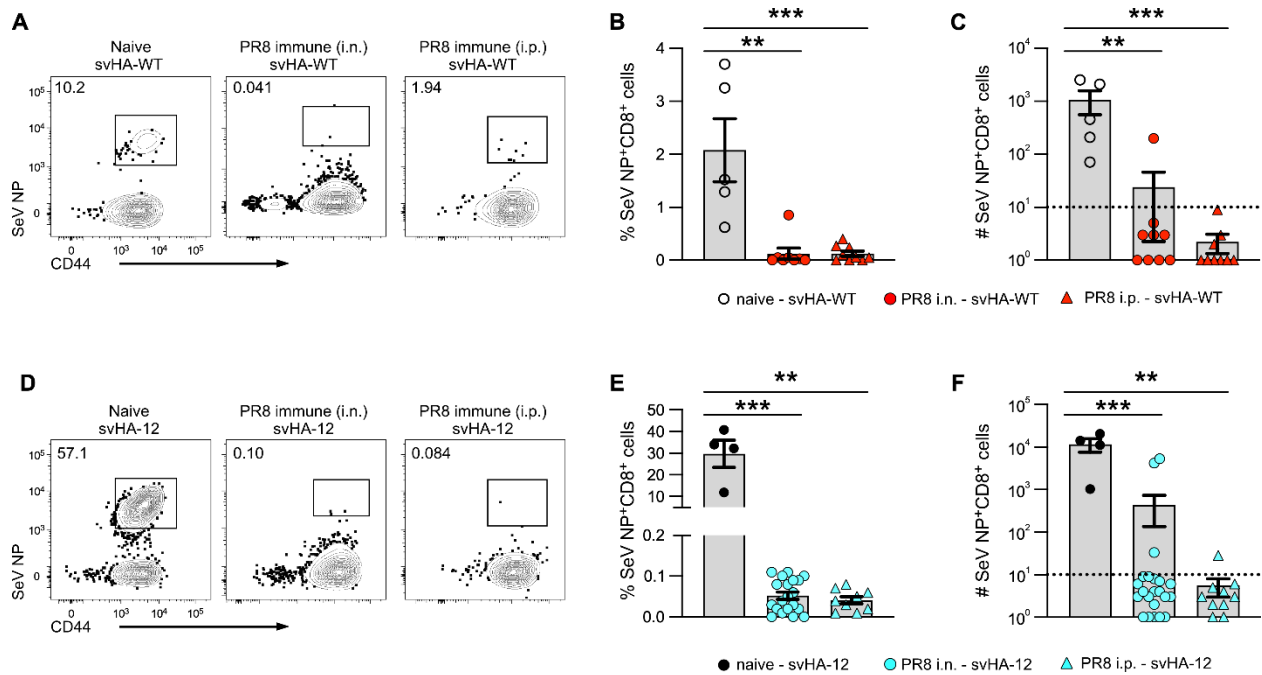 A
Naive
svHA-WT
PR8 immune (i.n.)
svHA-WT
PR8 immune (i.p.)
svHA-WT
10.2
0.041
1.94
10⁵
10⁴
10³
0
SeV NP
0 10³ 10⁴ 10⁵
CD44
B
***
**
4
3
2
1
0
% SeV NP⁺CD8⁺ cells
C
***
**
10⁴
10³
10²
10¹
10⁰
# SeV NP⁺CD8⁺ cells
naive - svHA-WT PR8 i.n. - svHA-WT PR8 i.p. - svHA-WT
D
Naive
svHA-12
PR8 immune (i.n.)
svHA-12
PR8 immune (i.p.)
svHA-12
57.1
0.10
0.084
10⁵
10⁴
10³
0
SeV NP
0 10³ 10⁴ 10⁵
CD44
E
**
***
50
40
30
20
10
0.2
0.1
0.0
% SeV NP⁺CD8⁺ cells
F
**
***
10⁵
10⁴
10³
10²
10¹
10⁰
# SeV NP⁺CD8⁺ cells
naive - svHA-12 PR8 i.n. - svHA-12 PR8 i.p. - svHA-12